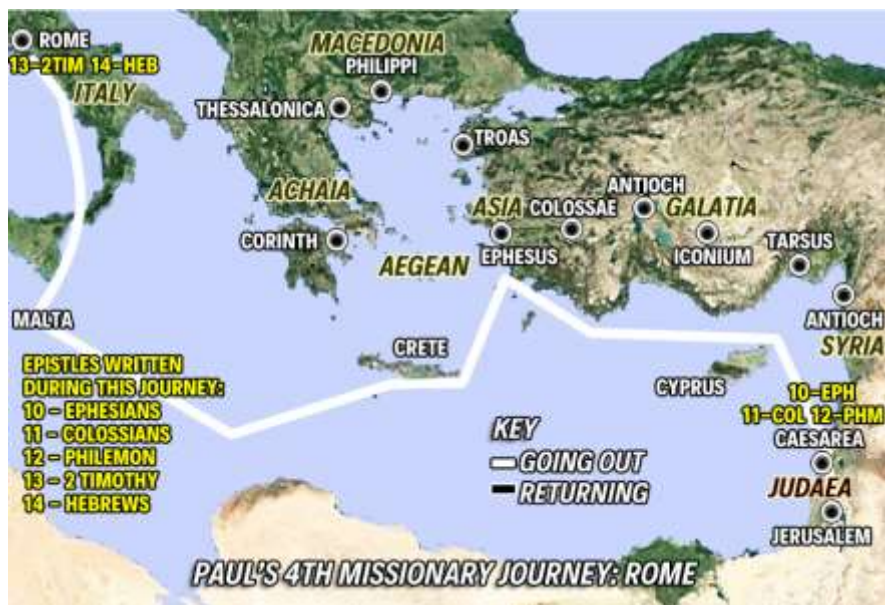 ROME
13-2TIM 14-HEB
ITALY
MACEDONIA
PHILIPPI
THESSALONICA
TROAS
ACHAIA
CORINTH
AEGEAN
ASIA
EPHESUS
COLOSSAE
ANTIOCH
GALATIA
ICONIUM
TARSUS
ANTIOCH
SYRIA
MALTA
CRETE
CYPRUS
EPISTLES WRITTEN
DURING THIS JOURNEY:
10 - EPHESIANS
11 - COLOSSIANS
12 - PHILEMON
13 - 2 TIMOTHY
14 - HEBREWS
10-EPH
11-COL 12-PHM
CAESAREA
JUDAEA
JERUSALEM
KEY
GOING OUT
RETURNING
PAUL'S 4TH MISSIONARY JOURNEY: ROME